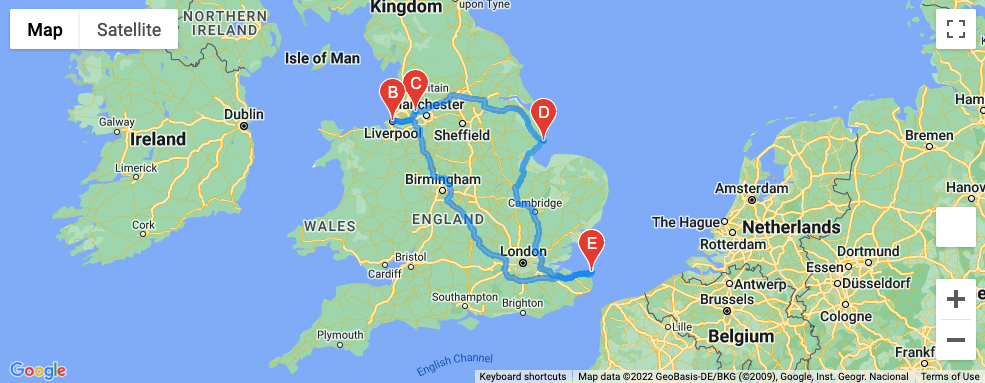 Kingdom
upon Tyne
NORTHERN
IRELAND
Map
Satellite
Isle of Man
Ham
B
C
ritain
Manchester
D
Dublin
Galway
Ireland
Liverpool
Sheffield
Bremen
Limerick
Birmingham
Amsterdam
Hanov
Cambridge
Cork
WALES
ENGLAND
The Hague
Netherlands
Rotterdam
E
London
Bristol
Cardiff
Dortmund
Essen
Antwerp
Düsseldorf
Southampton
Brighton
Brussels
Cologne
Plymouth
Lille
Belgium
English Channel
Frankf
Google
Keyboard shortcuts
Map data ©2022 GeoBasis-DE/BKG (©2009), Google, Inst. Geogr. Nacional
Terms of Use